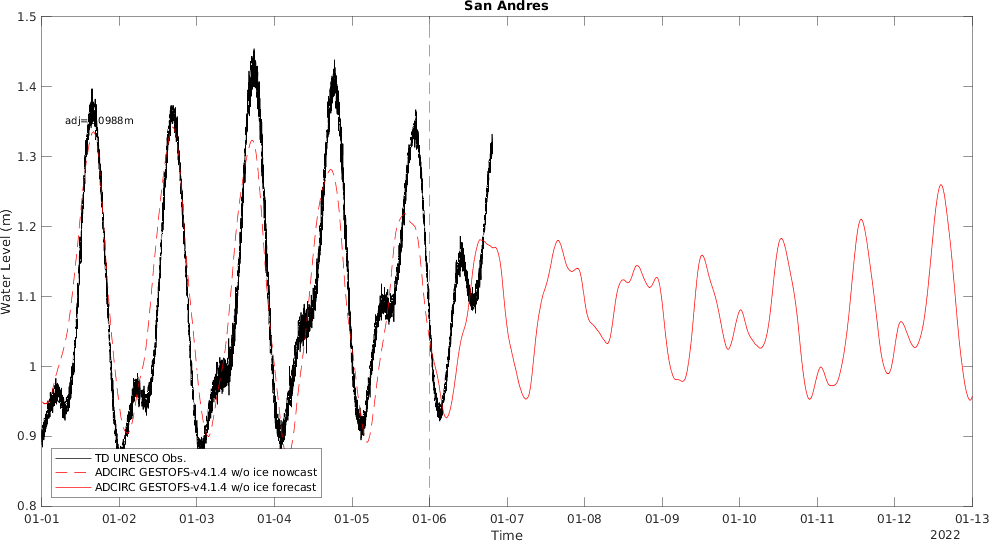 San Andres
1.5
1.4
1.3
1.2
1.1
1
0.9
0.8
Water Level (m)
0988m
TD UNESCO Obs.
ADCIRC GESTOFS-v4.1.4 w/o ice nowcast
ADCIRC GESTOFS-v4.1.4 w/o ice forecast
01-01 01-02 01-03 01-04 01-05 01-06 01-07 01-08 01-09 01-10 01-11 01-12 01-13
Time
2022